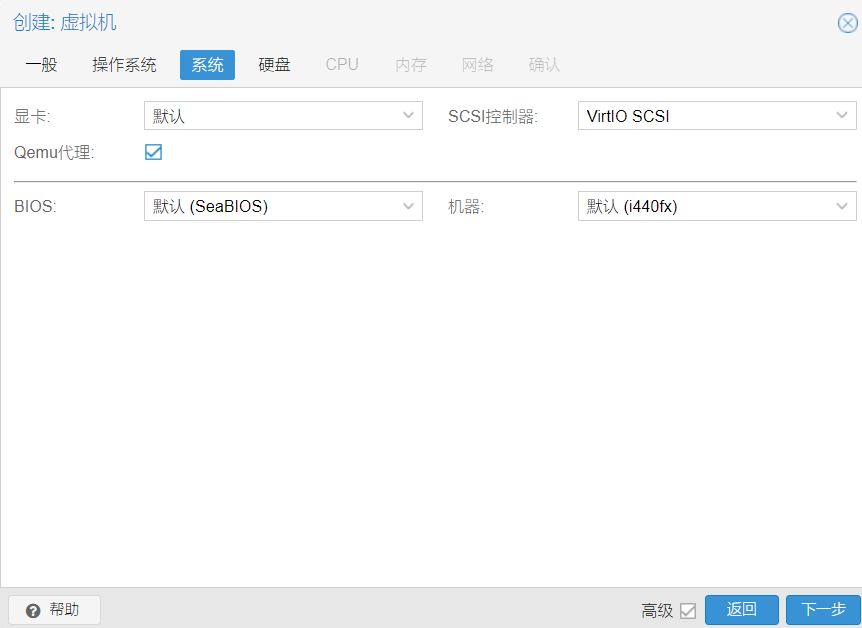 创建: 虚拟机
一般 操作系统 系统 硬盘 CPU 内存 网络 确认
显卡: 默认 SCSI控制器: VirtIO SCSI
Qemu代理:
BIOS: 默认 (SeaBIOS) 机器: 默认 (i440fx)
帮助 高级 返回 下一步